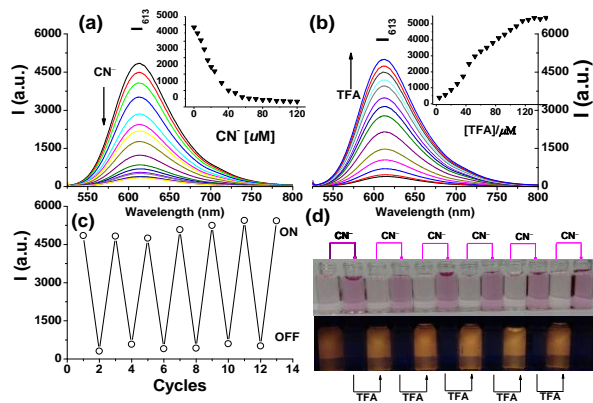 (a)
I (a.u.)
6000
4500
3000
1500
0
CN⁻
I₆₁₃
5000
4000
3000
2000
1000
0
0 40 80 120
CN⁻ [uM]
550 600 650 700 750 800
Wavelength (nm)
(b)
TFA
I₆₁₃
5000
4000
3000
2000
1000
0
0 40 80 120
[TFA]/μM
6000
4500
3000
1500
0
I (a.u.)
550 600 650 700 750 800
Wavelength (nm)
(c)
I (a.u.)
6000
4500
3000
1500
0
ON
OFF
0 2 4 6 8 10 12 14
Cycles
(d)
CN⁻ CN⁻ CN⁻ CN⁻ CN⁻ CN⁻
TFA TFA TFA TFA TFA